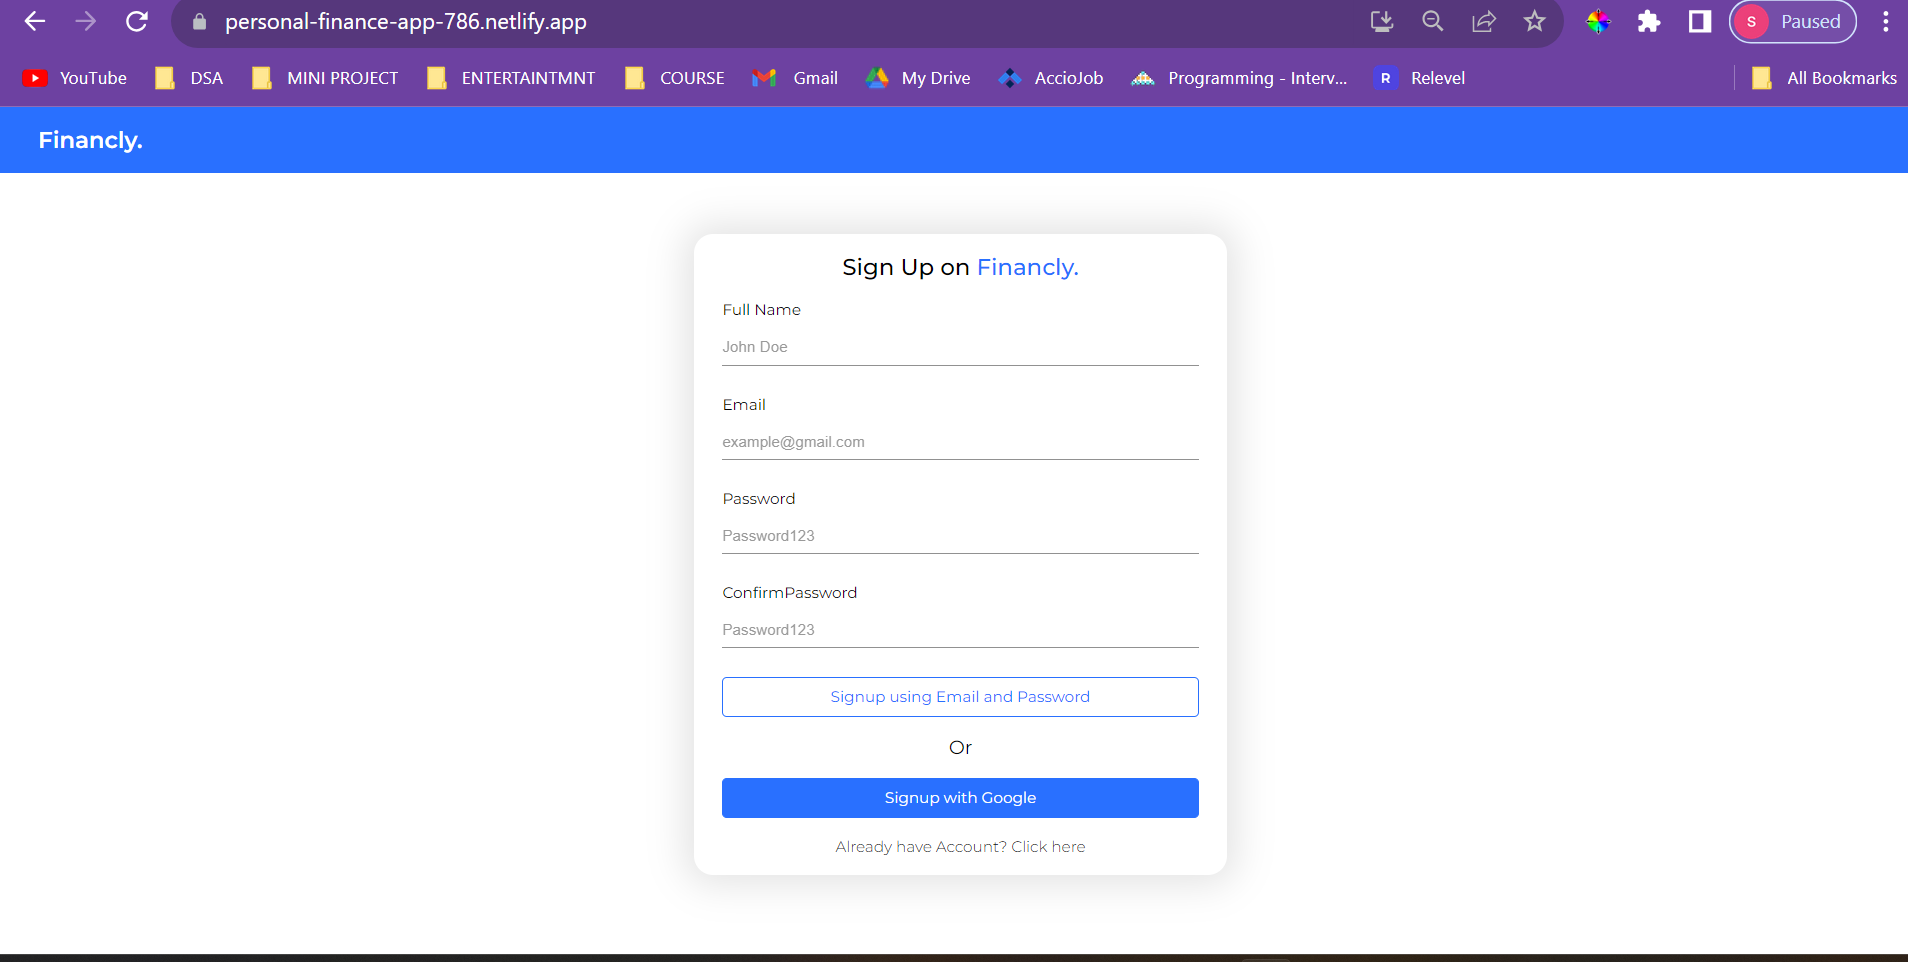 personal-finance-app-786.netlify.app
S Paused
YouTube DSA MINI PROJECT ENTERTAINTMNT COURSE Gmail My Drive AccioJob Programming - Interv... R Relevel All Bookmarks
Financly.
Sign Up on Financly.
Full Name
John Doe
Email
example@gmail.com
Password
Password123
ConfirmPassword
Password123
Signup using Email and Password
Or
Signup with Google
Already have Account? Click here